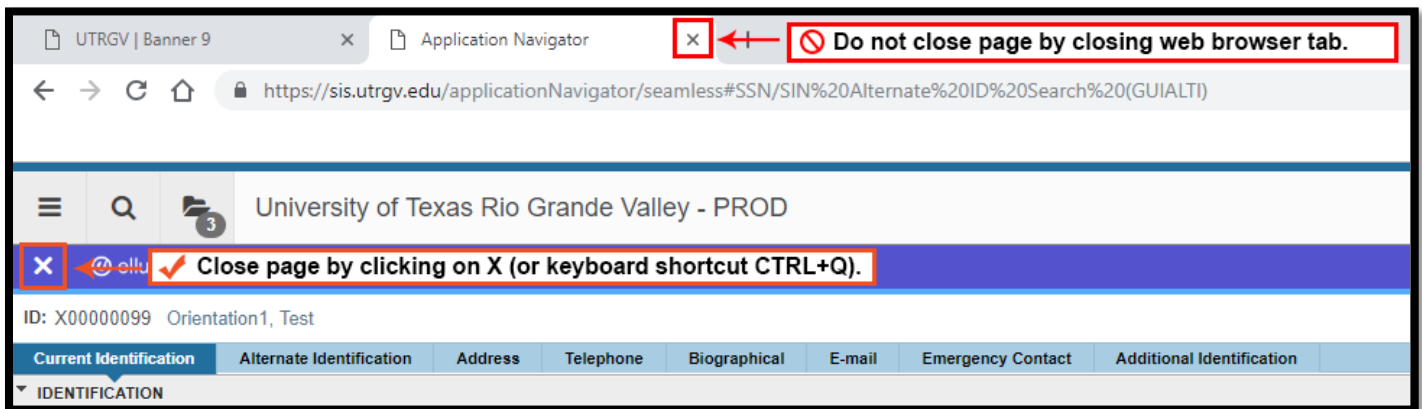 UTRGV | Banner 9
Application Navigator
Do not close page by closing web browser tab.
https://sis.utrgv.edu/applicationNavigator/seamless#SSN/SIN%20Alternate%20ID%20Search%20(GUIALTI)
3 University of Texas Rio Grande Valley - PROD
Close page by clicking on X (or keyboard shortcut CTRL+Q).
ID: X00000099 Orientation1, Test
Current Identification Alternate Identification Address Telephone Biographical E-mail Emergency Contact Additional Identification
IDENTIFICATION